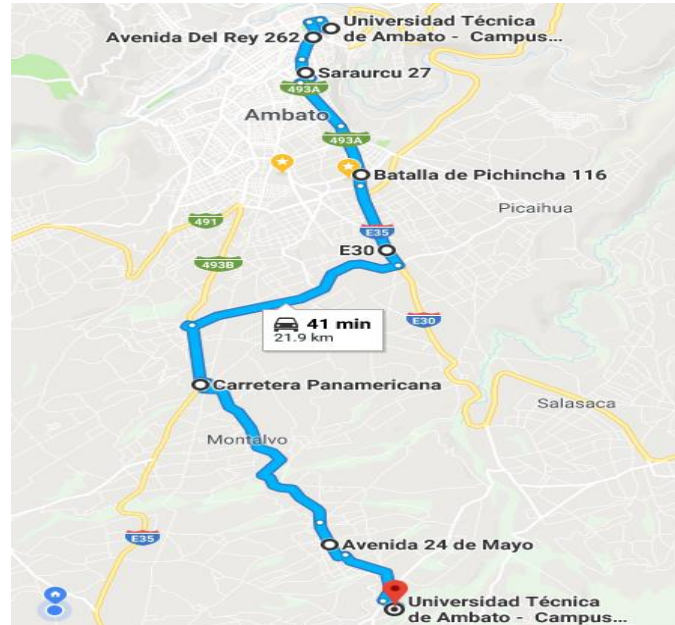 Universidad Técnica
de Ambato - Campus...
Avenida Del Rey 262
Saraurcu 27
493A
Ambato
493A
Batalla de Pichincha 116
Picaihua
491
E35
E30
493B
41 min
21.9 km
E30
Carretera Panamericana
Salasaca
Montalvo
E35
Avenida 24 de Mayo
Universidad Técnica
de Ambato - Campus...